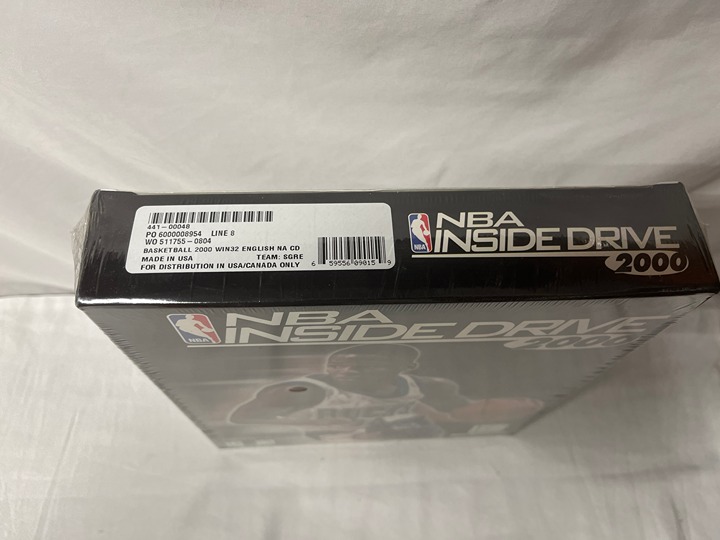 441-00048
PO 6000008954 LINE 8
WO 511755-0804
BASKETBALL 2000 WIN32 ENGLISH NA CD
MADE IN USA TEAM: SGRE
FOR DISTRIBUTION IN USA/CANADA ONLY
6 59556 09015 9
NBA
NBA
INSIDE DRIVE
2000
NBA
NBA
INSIDE DRIVE
2000